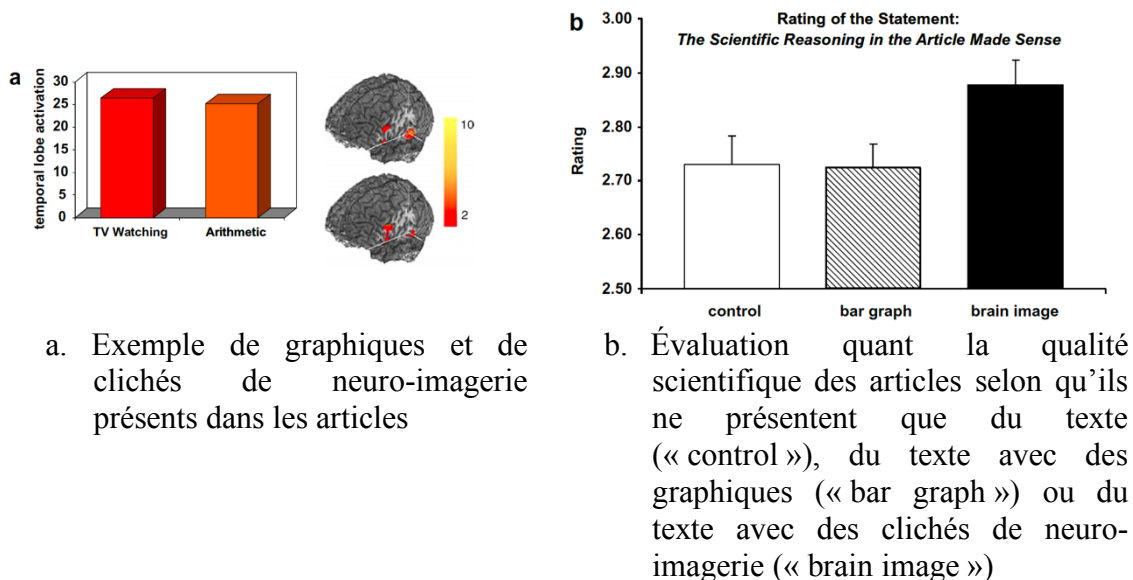 a
temporal lobe activation
30
25
20
15
10
5
0
TV Watching
Arithmetic
10
2
b
Rating of the Statement:
The Scientific Reasoning in the Article Made Sense
Rating
3.00
2.90
2.80
2.70
2.60
2.50
control
bar graph
brain image
a. Exemple de graphiques et de
clichés de neuro-imagerie
présents dans les articles
b. Évaluation quant la qualité
scientifique des articles selon qu’ils
ne présentent que du texte
(« control »), du texte avec des
graphiques (« bar graph ») ou du
texte avec des clichés de neuro-
imagerie (« brain image »)